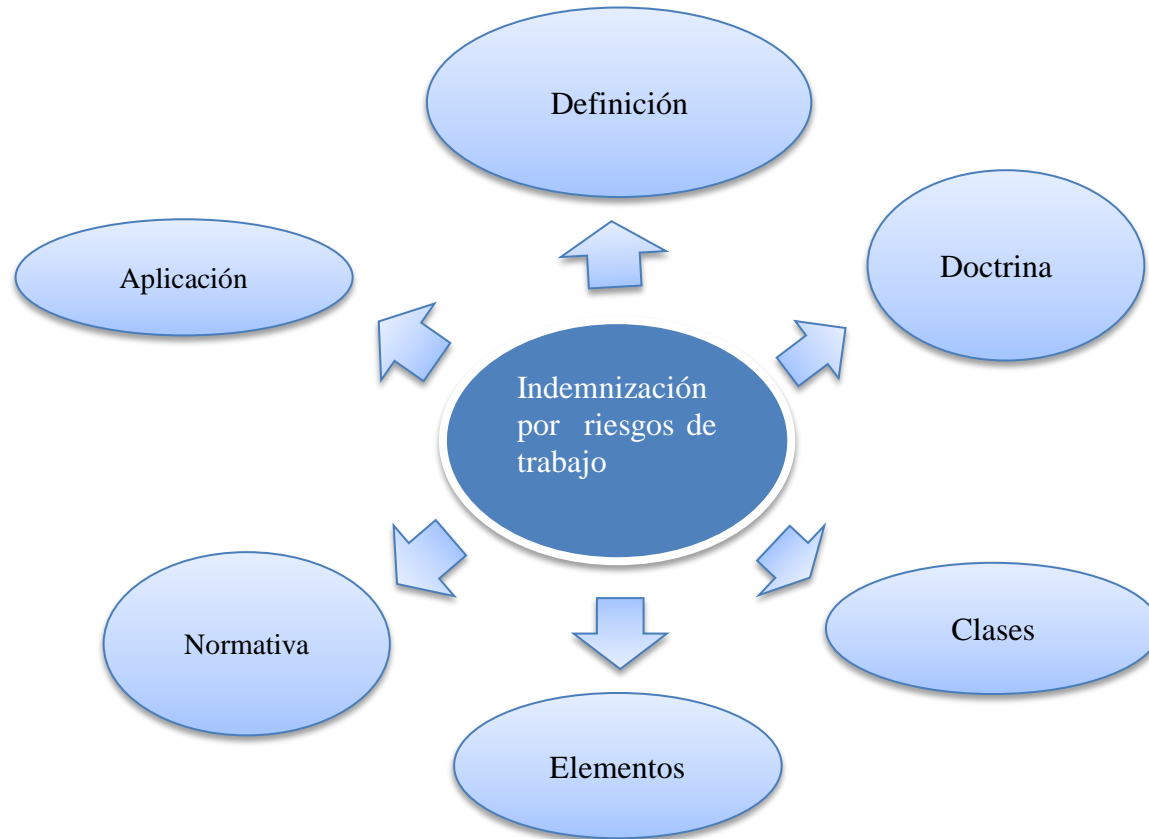 Definición
Doctrina
Aplicación
Indemnización
por riesgos de
trabajo
Normativa
Clases
Elementos